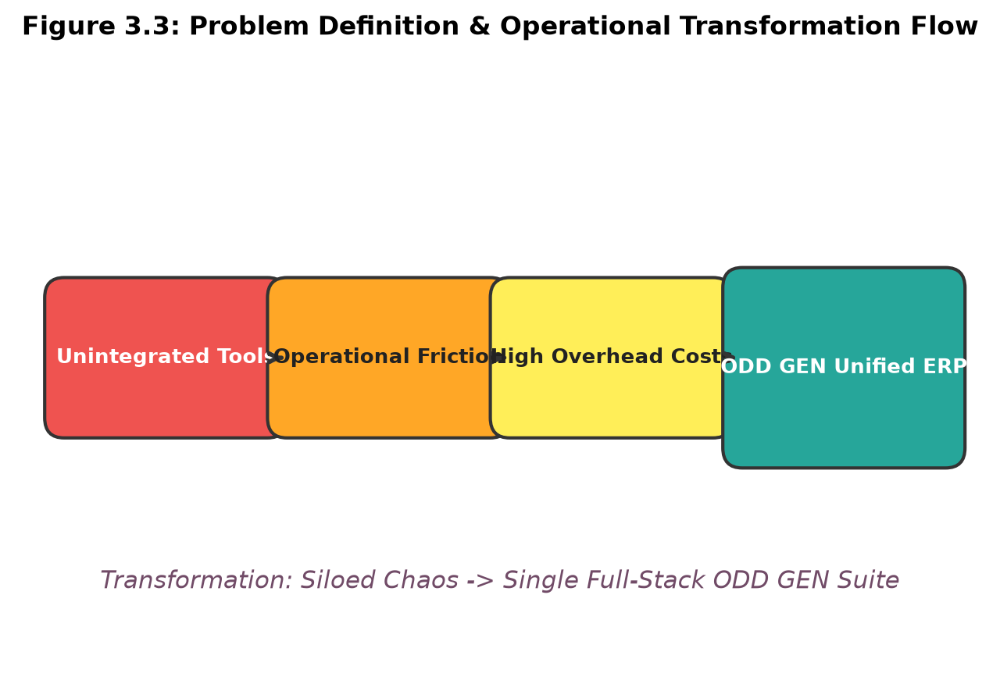 Figure 3.3: Problem Definition & Operational Transformation Flow
Unintegrated Tools
Operational Friction
High Overhead Costs
ODD GEN Unified ERP
Transformation: Siloed Chaos -> Single Full-Stack ODD GEN Suite